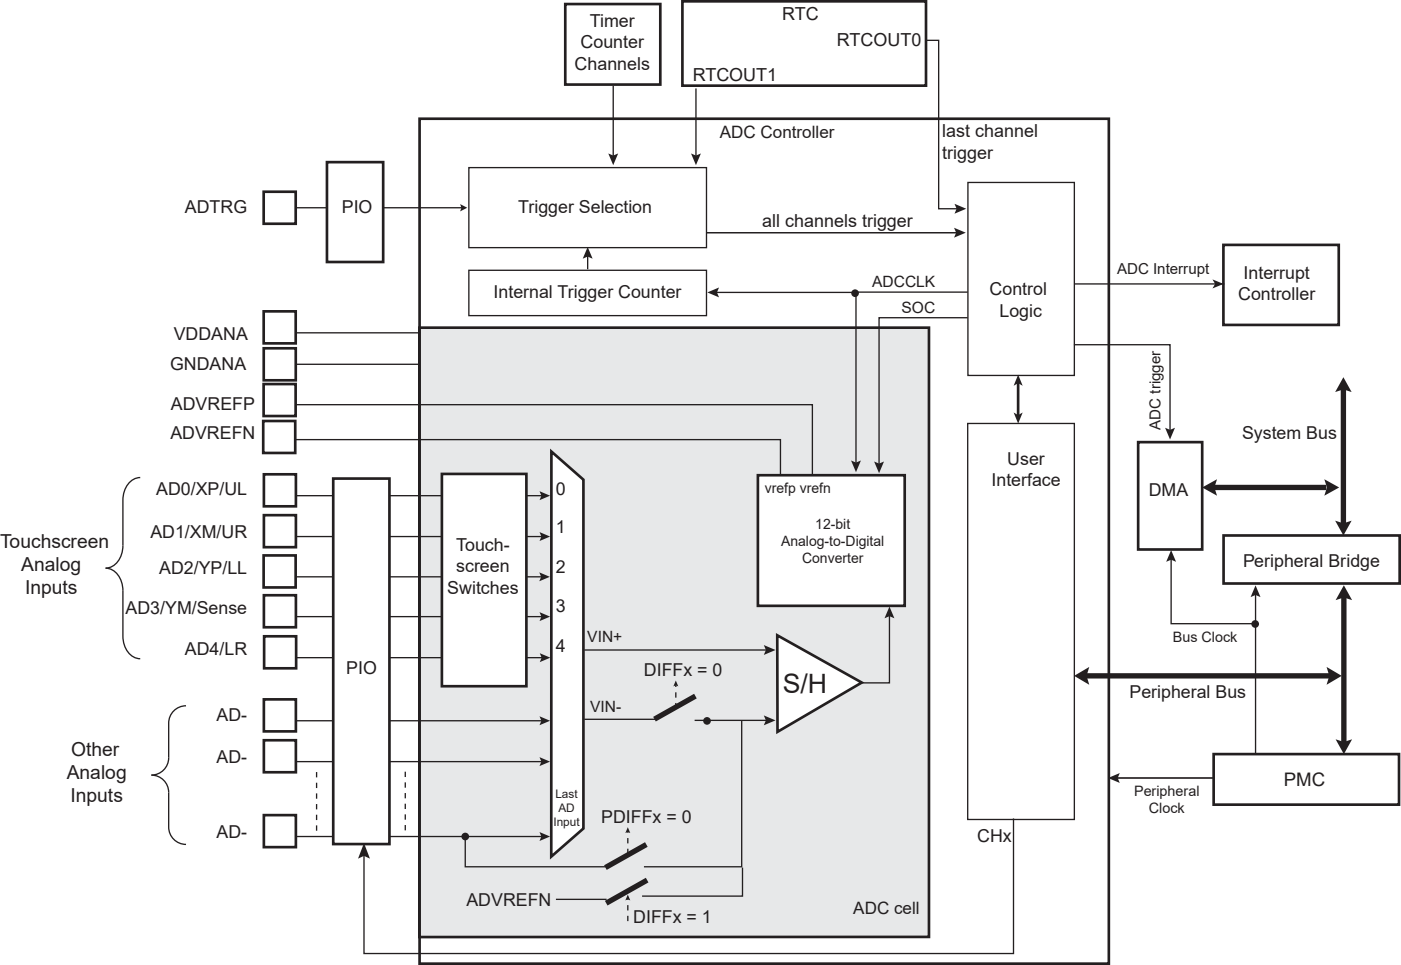 Timer
Counter
Channels
RTC
RTCOUT0
RTCOUT1
ADC Controller
last channel
trigger
ADTRG
PIO
Trigger Selection
all channels trigger
Internal Trigger Counter
ADCCLK
SOC
Control
Logic
ADC Interrupt
Interrupt
Controller
VDDANA
GNDANA
ADVREFP
ADVREFN
ADC trigger
System Bus
User
Interface
DMA
Peripheral Bridge
Bus Clock
Peripheral Bus
PMC
Peripheral
Clock
Touchscreen
Analog
Inputs
AD0/XP/UL
AD1/XM/UR
AD2/YP/LL
AD3/YM/Sense
AD4/LR
PIO
Touch-
screen
Switches
0
1
2
3
4
vrefp vrefn
12-bit
Analog-to-Digital
Converter
VIN+
DIFFx = 0
VIN-
S/H
Other
Analog
Inputs
AD-
AD-
AD-
Last
AD
Input
PDIFFx = 0
ADVREFN
DIFFx = 1
ADC cell
CHx